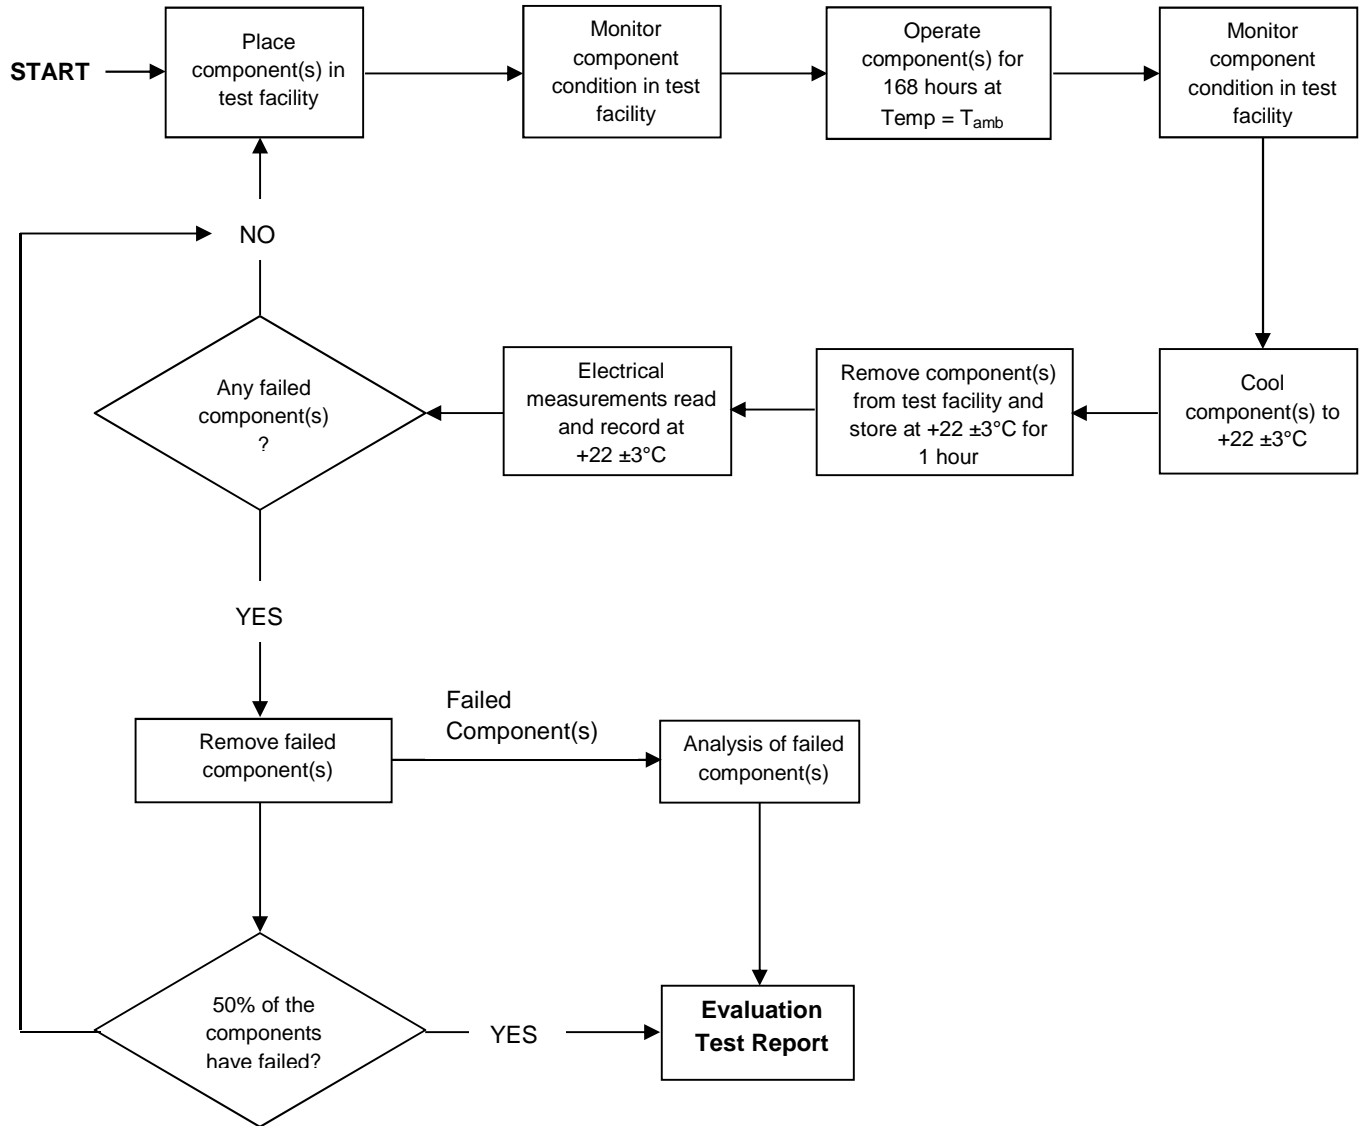 START
Place
component(s) in
test facility
Monitor
component
condition in test
facility
Operate
component(s) for
168 hours at
Temp = Tamb
Monitor
component
condition in test
facility
NO
Any failed
component(s)
?
Electrical
measurements read
and record at
+22 ±3°C
Remove component(s)
from test facility and
store at +22 ±3°C for
1 hour
Cool
component(s) to
+22 ±3°C
YES
Remove failed
component(s)
Failed
Component(s)
Analysis of failed
component(s)
50% of the
components
have failed?
YES
Evaluation
Test Report